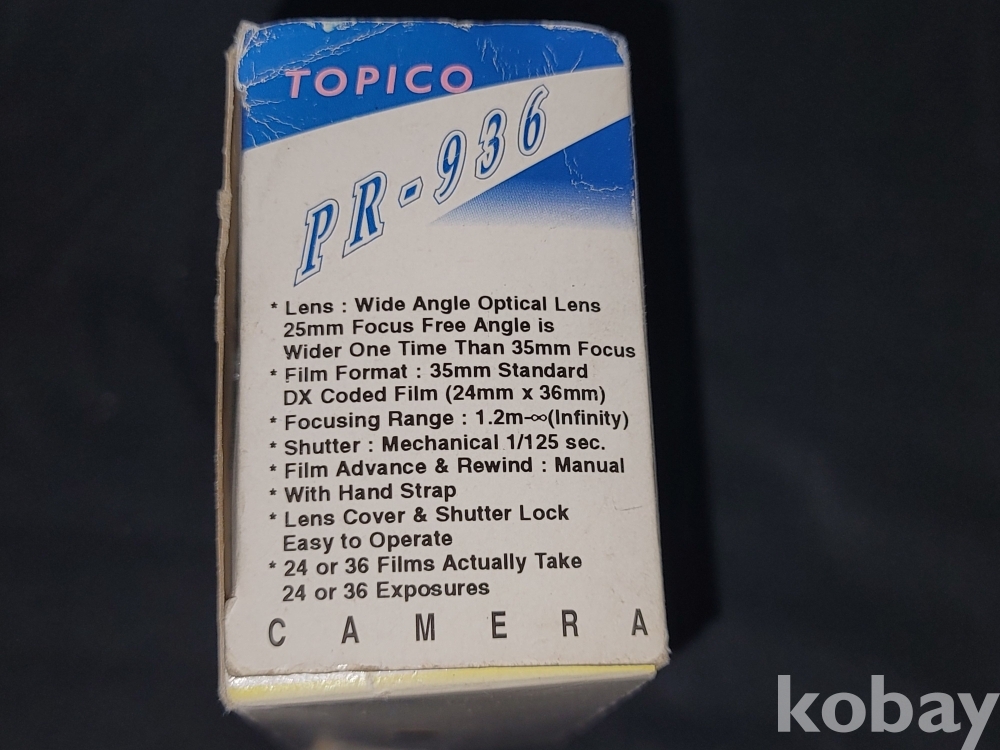 TOPICO
PR-936
* Lens : Wide Angle Optical Lens
25mm Focus Free Angle is
Wider One Time Than 35mm Focus
* Film Format : 35mm Standard
DX Coded Film (24mm x 36mm)
* Focusing Range : 1.2m-∞(Infinity)
* Shutter : Mechanical 1/125 sec.
* Film Advance & Rewind : Manual
* With Hand Strap
* Lens Cover & Shutter Lock
Easy to Operate
* 24 or 36 Films Actually Take
24 or 36 Exposures
C A M E R A
kobay